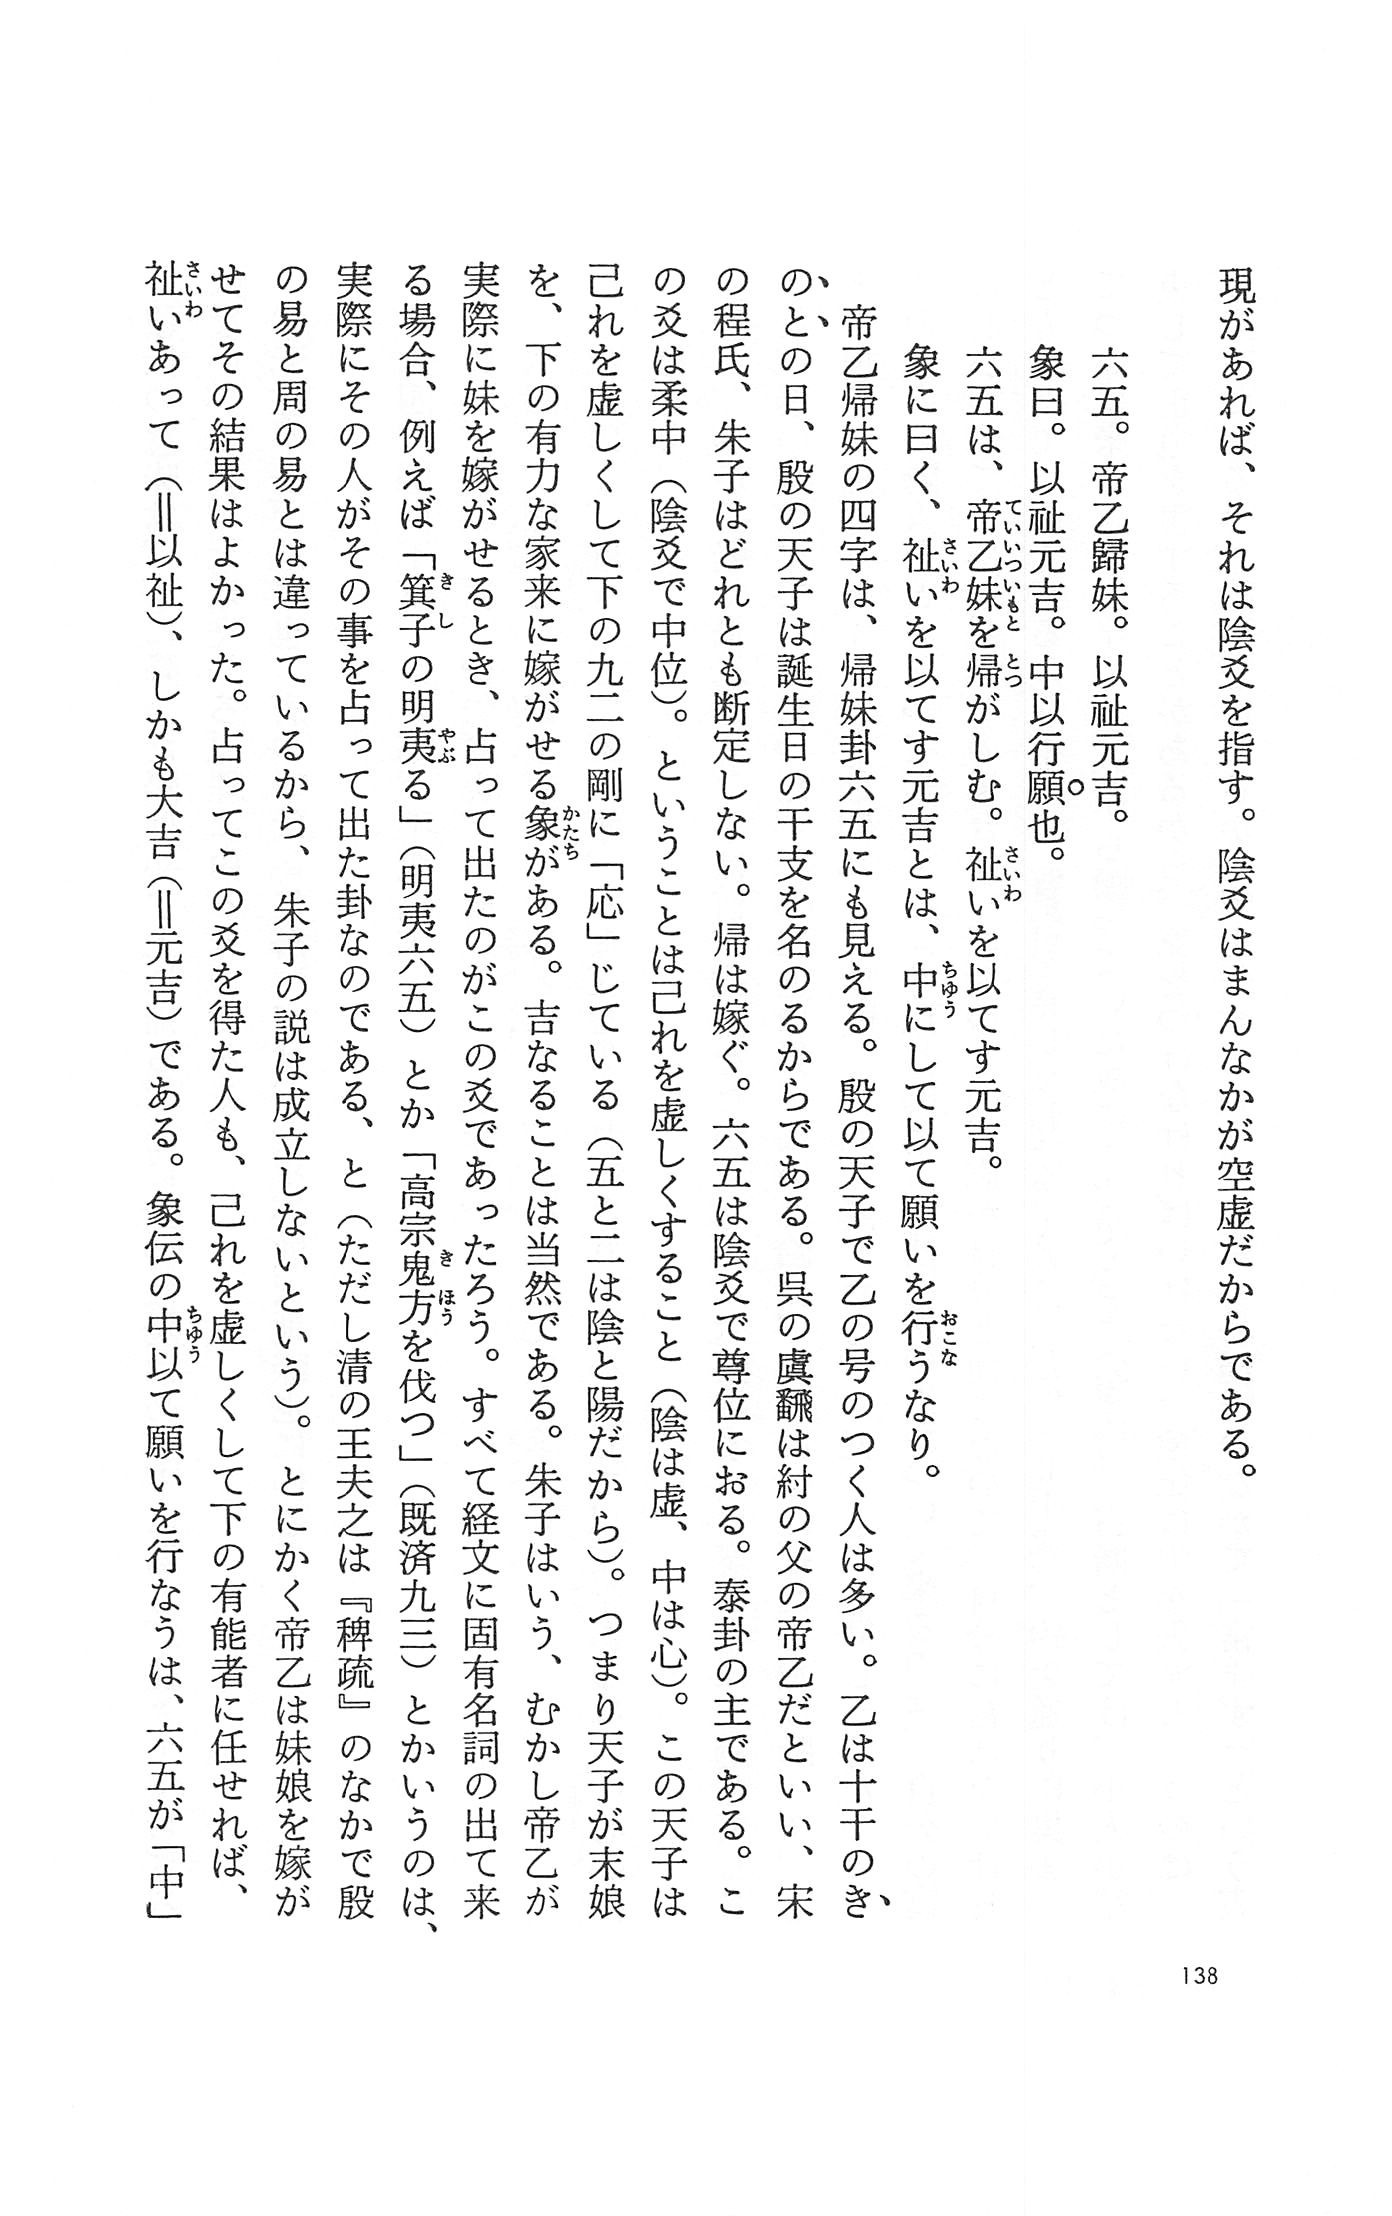 現があれば、それは陰爻を指す。陰爻はまんなかが空虚だからである。
六五。帝乙歸妹。以祉元吉。
象曰。以祉元吉。中以行願也。
六五は、帝乙妹を帰がしむ。祉いを以てす元吉。
象に曰く、祉いを以てす元吉とは、中にして以て願いを行うなり。
帝乙帰妹の四字は、帰妹卦六五にも見える。殷の天子で乙の号のつく人は多い。乙は十干のき
のとの日、殷の天子は誕生日の干支を名のるからである。呉の虞翻は紂の父の帝乙だといい、宋
の程氏、朱子はどれとも断定しない。帰は嫁ぐ。六五は陰爻で尊位におる。泰卦の主である。こ
の爻は柔中（陰爻で中位）。ということは己れを虚しくすること（陰は虚、中は心）。この天子は
己れを虚しくして下の九二の剛に「応」じている（五と二は陰と陽だから）。つまり天子が末娘
を、下の有力な家来に嫁がせる象がある。吉なることは当然である。朱子はいう、むかし帝乙が
実際に妹を嫁がせるとき、占って出たのがこの爻であったろう。すべて経文に固有名詞の出て来
る場合、例えば「箕子の明夷る」（明夷六五）とか「高宗鬼方を伐つ」（既済九三）とかいうのは、
実際にその人がその事を占って出た卦なのである、と（ただし清の王夫之は『稗疏』のなかで殷
の易と周の易とは違っているから、朱子の説は成立しないという）。とにかく帝乙は妹娘を嫁が
せてその結果はよかった。占ってこの爻を得た人も、己れを虚しくして下の有能者に任せれば、
祉いあって（＝以祉）、しかも大吉（＝元吉）である。象伝の中以て願いを行なうは、六五が「中」
138